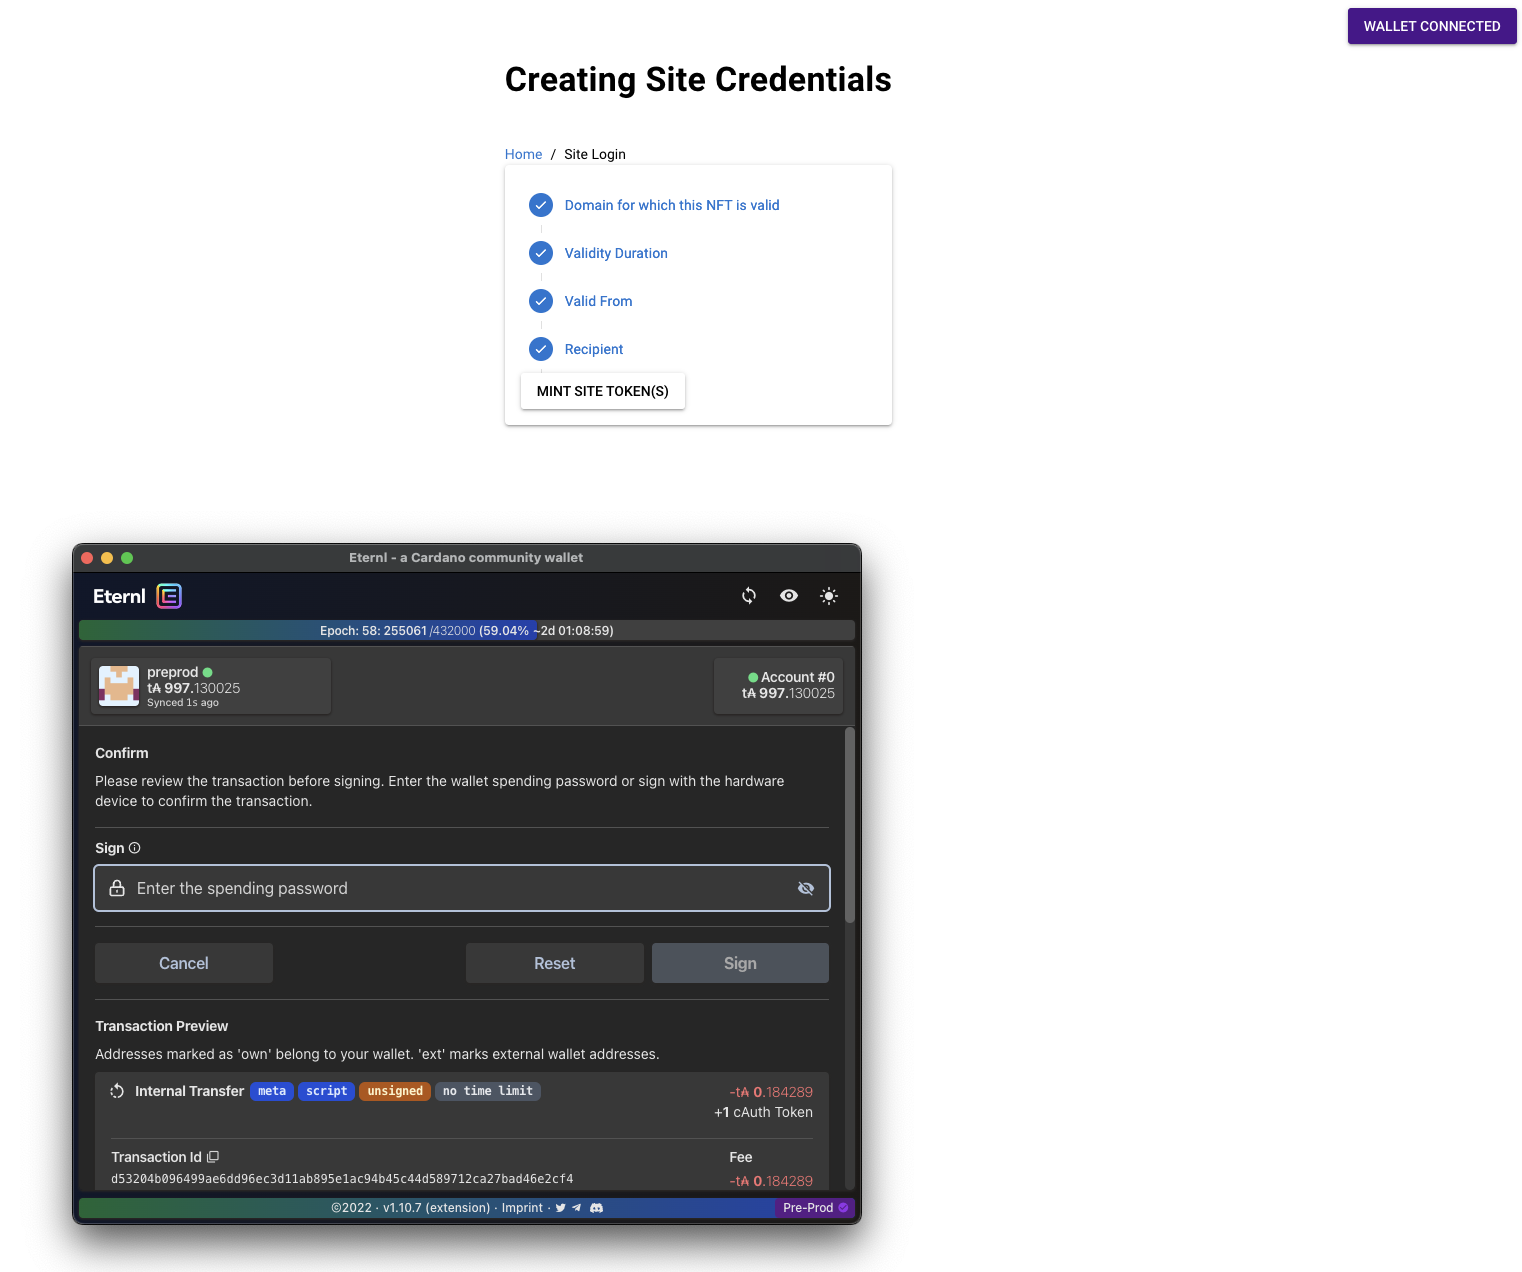 WALLET CONNECTED
Creating Site Credentials
Home / Site Login
Domain for which this NFT is valid
Validity Duration
Valid From
Recipient
MINT SITE TOKEN(S)
Eternl - a Cardano community wallet
Eternl
Epoch: 58: 255061/432000 (59.04% ~2d 01:08:59)
preprod
t₳ 997.130025
Synced 1s ago
Account #0
t₳ 997.130025
Confirm
Please review the transaction before signing. Enter the wallet spending password or sign with the hardware
device to confirm the transaction.
Sign
Enter the spending password
Cancel Reset Sign
Transaction Preview
Addresses marked as 'own' belong to your wallet. 'ext' marks external wallet addresses.
Internal Transfer meta script unsigned no time limit -t₳ 0.184289
+1 cAuth Token
Transaction Id Fee
d53204b096499ae6dd96ec3d11ab895e1ac94b45c44d589712ca27bad46e2cf4 -t₳ 0.184289
©2022 · v1.10.7 (extension) · Imprint ·
Pre-Prod